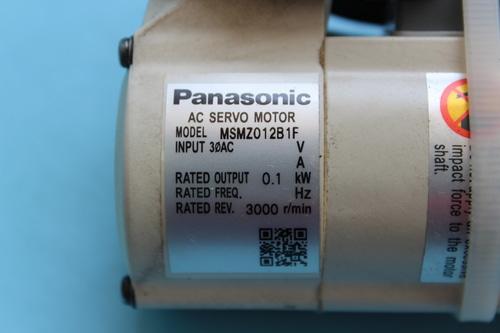 Panasonic
AC SERVO MOTOR
MODEL MSMZ012B1F
INPUT 3ØAC V
A
RATED OUTPUT 0.1 kW
RATED FREQ. Hz
RATED REV. 3000 r/min
impact force to the motor
shaft.